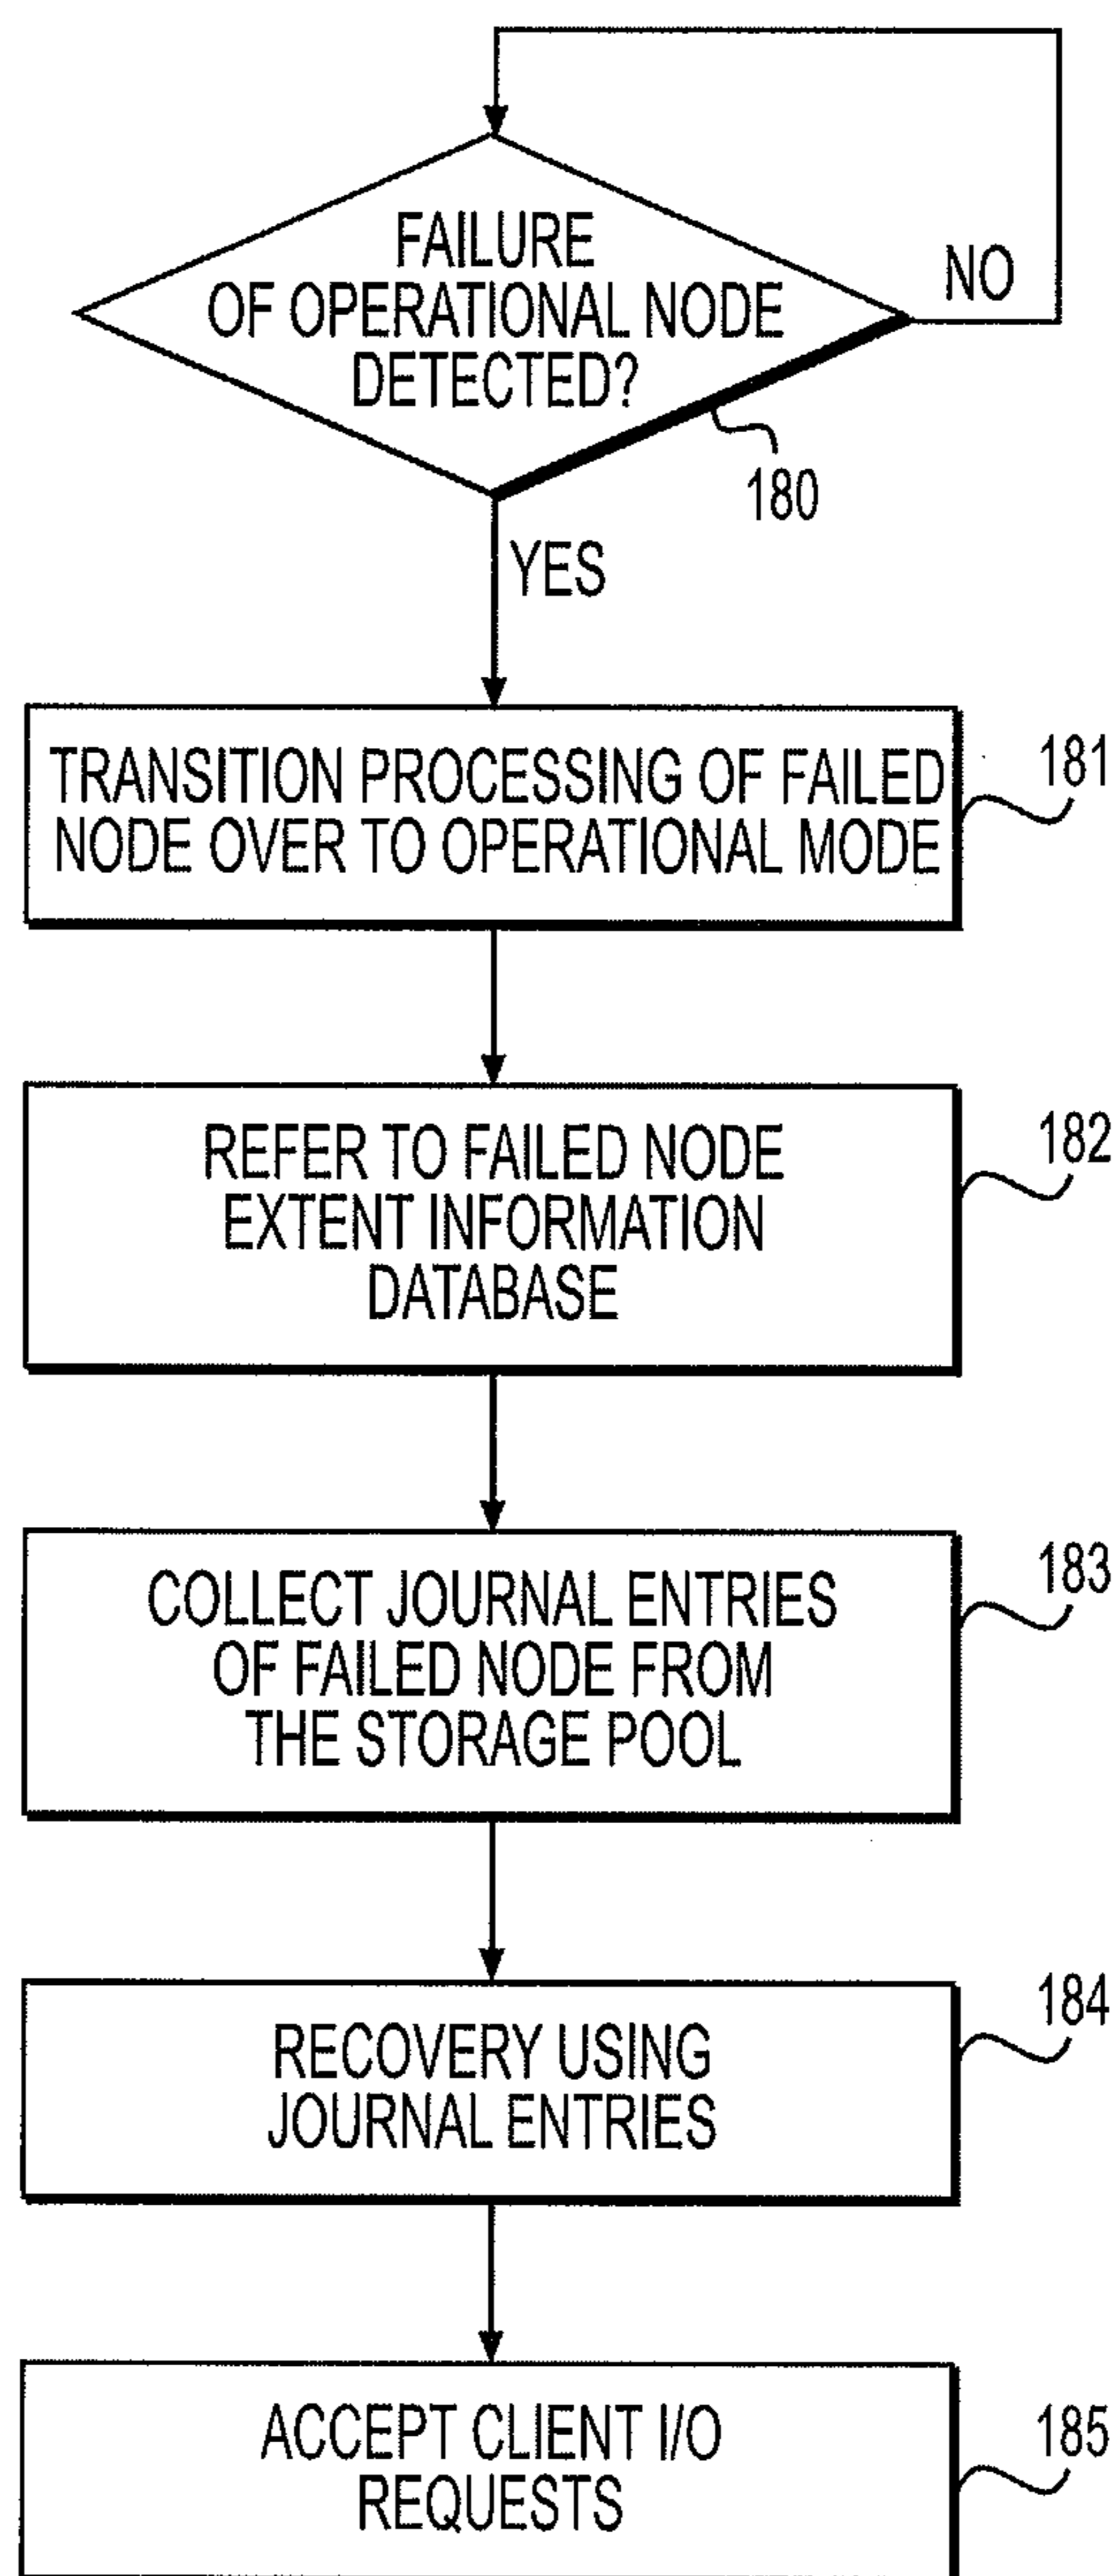 FAILURE
OF OPERATIONAL NODE
DETECTED?
NO
180
YES
TRANSITION PROCESSING OF FAILED
NODE OVER TO OPERATIONAL MODE
181
REFER TO FAILED NODE
EXTENT INFORMATION
DATABASE
182
COLLECT JOURNAL ENTRIES
OF FAILED NODE FROM
THE STORAGE POOL
183
RECOVERY USING
JOURNAL ENTRIES
184
ACCEPT CLIENT I/O
REQUESTS
185